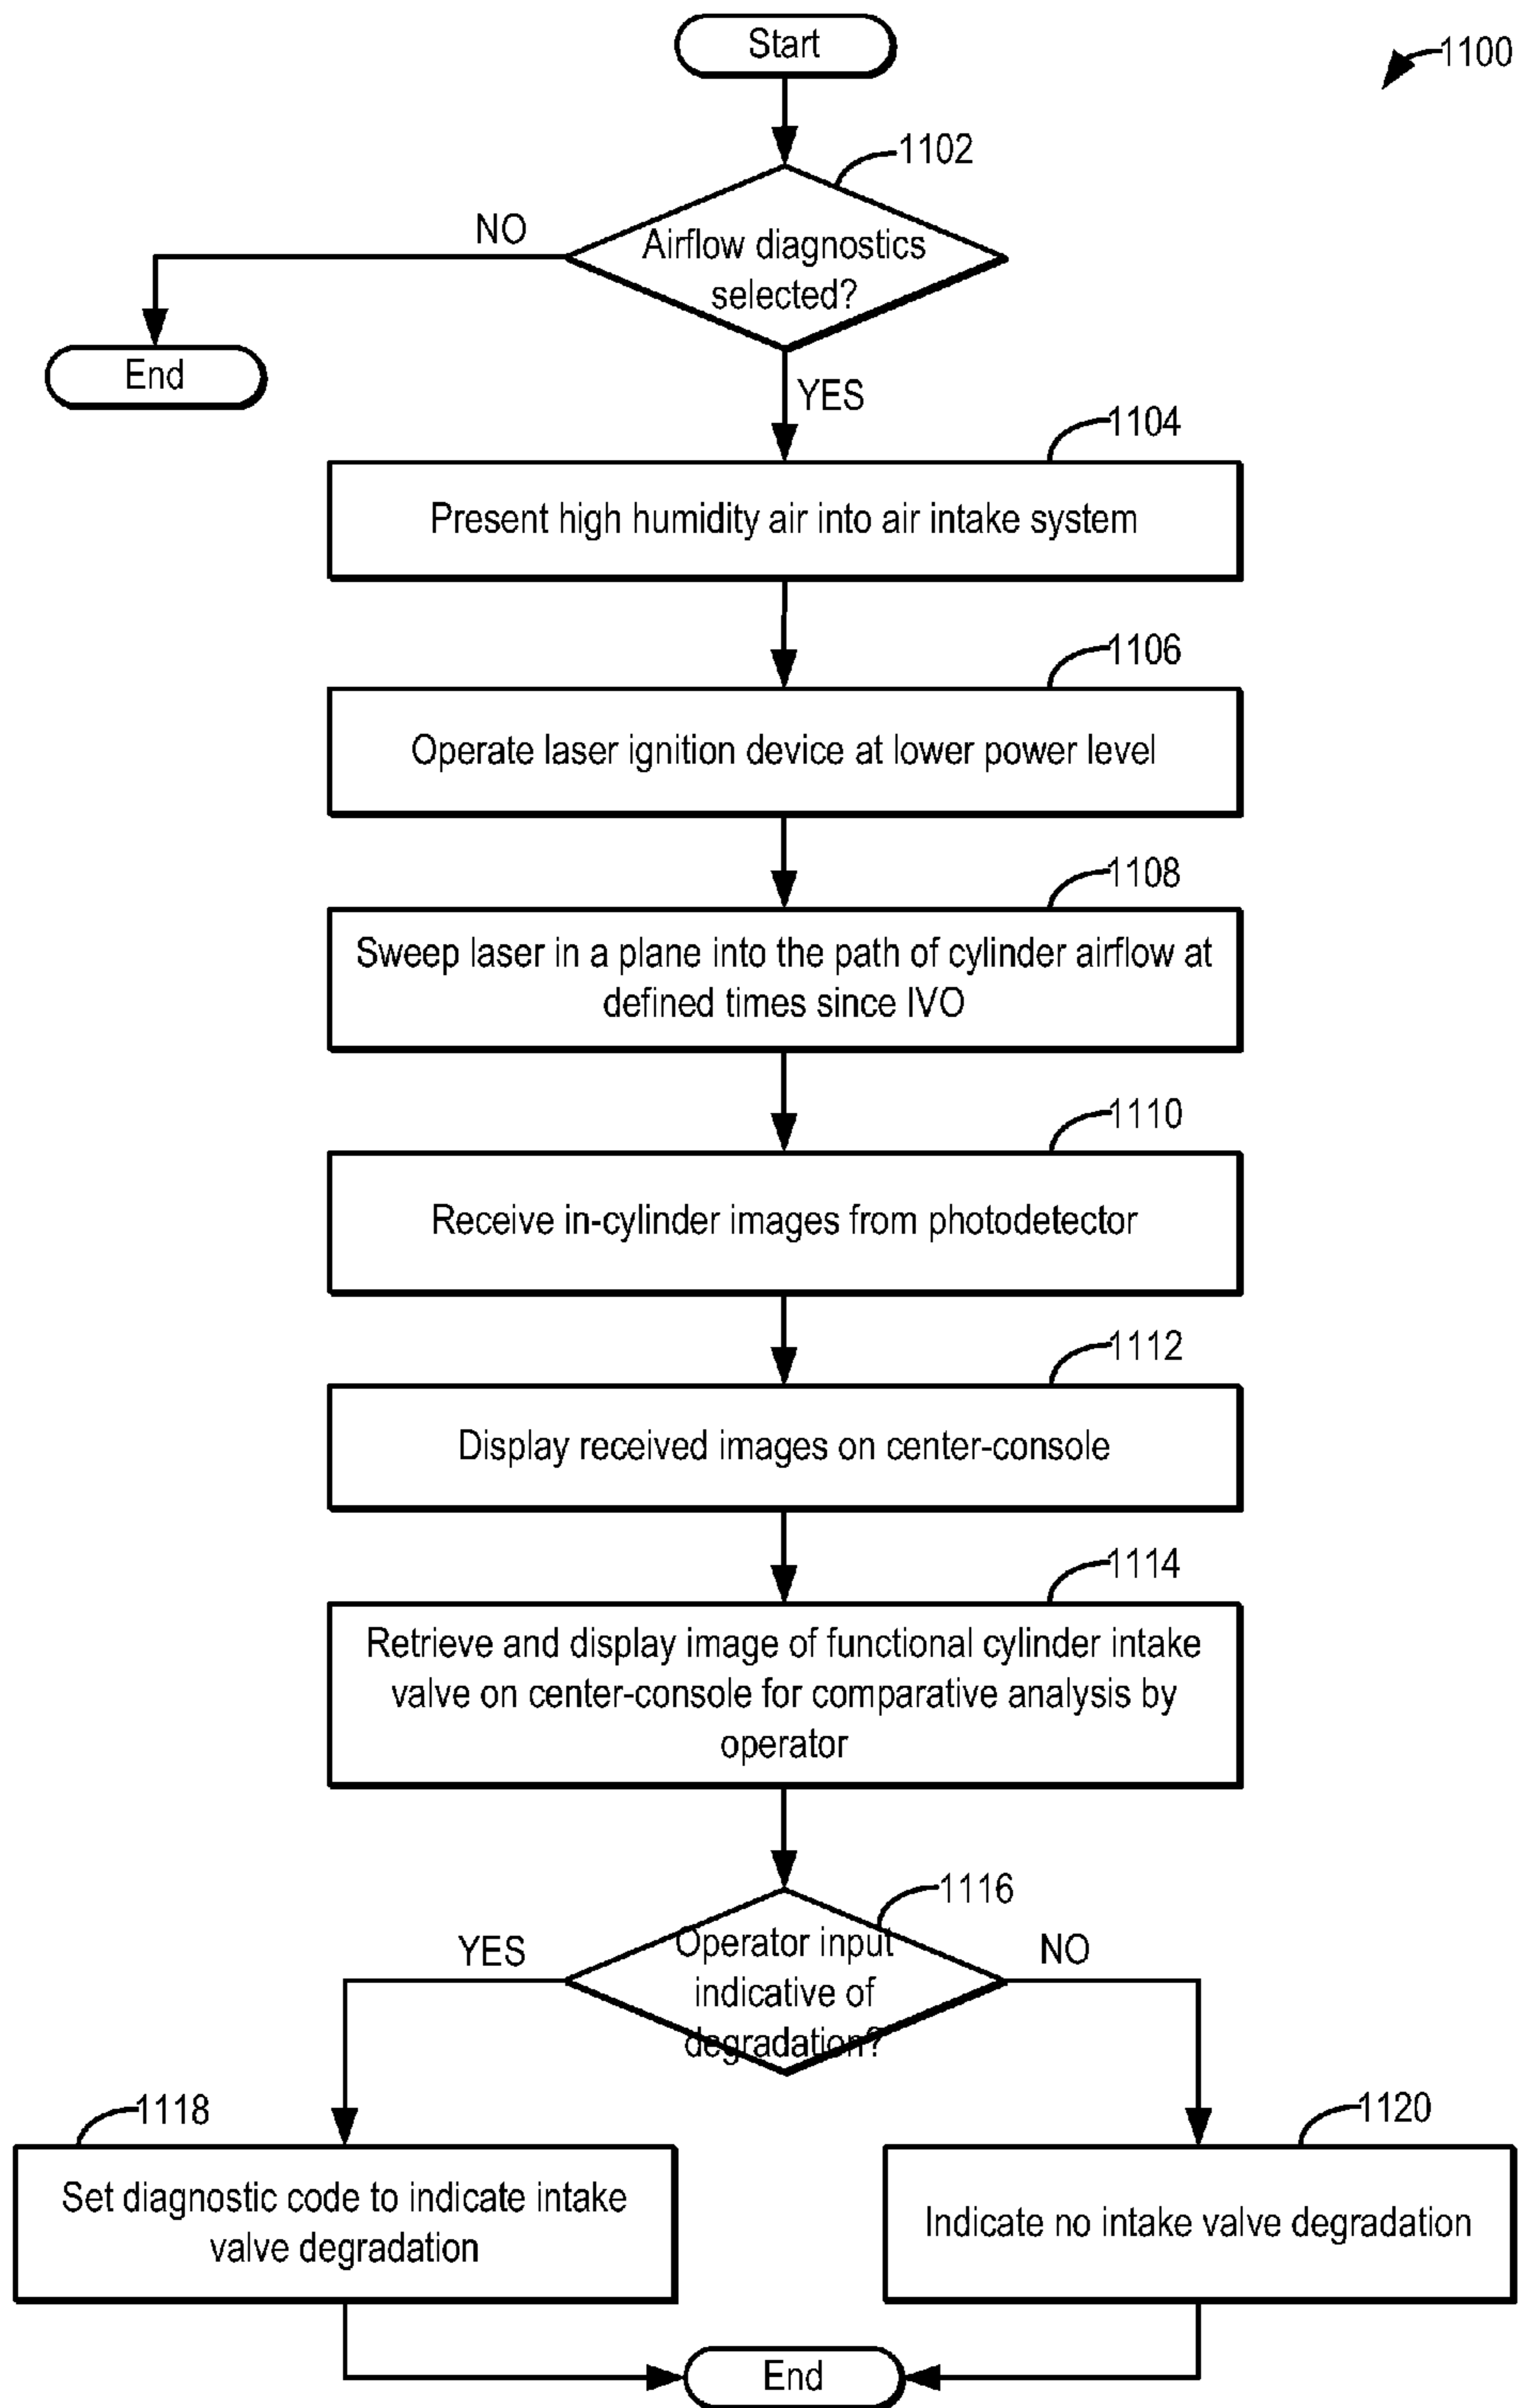 Start
1100
1102
NO
Airflow diagnostics
selected?
End
YES
1104
Present high humidity air into air intake system
1106
Operate laser ignition device at lower power level
1108
Sweep laser in a plane into the path of cylinder airflow at
defined times since IVO
1110
Receive in-cylinder images from photodetector
1112
Display received images on center-console
1114
Retrieve and display image of functional cylinder intake
valve on center-console for comparative analysis by
operator
1116
YES
Operator input
indicative of
degradation?
NO
1118
Set diagnostic code to indicate intake
valve degradation
1120
Indicate no intake valve degradation
End